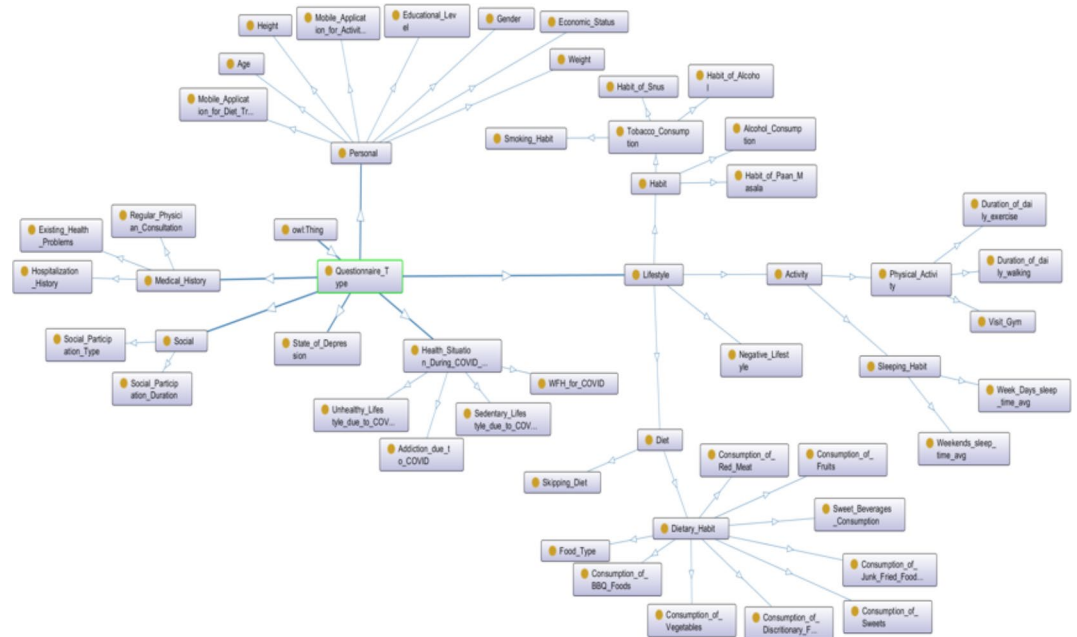 Height
Mobile_Applicat
ion_for_Activit...
Educational_Lev
el
Gender
Economic_Status
Age
Weight
Mobile_Applicat
ion_for_Diet_Tr...
Personal
Habit_of_Snus
Habit_of_Alcoho
l
Smoking_Habit
Tobacco_Consump
tion
Alcohol_Consump
tion
Habit
Habit_of_Paan_M
asala
Existing_Health
_Problems
Regular_Physici
an_Consultation
Hospitalization
_History
Medical_History
owl:Thing
Questionnaire_T
ype
Lifestyle
Activity
Physical_Activi
ty
Duration_of_dai
ly_exercise
Duration_of_dai
ly_walking
Visit_Gym
Social_Particip
ation_Type
Social
Social_Particip
ation_Duration
State_of_Depres
sion
Health_Situatio
n_During_COVID_...
WFH_for_COVID
Unhealthy_Lifes
tyle_due_to_COV...
Sedentary_Lifes
tyle_due_to_COV...
Addiction_due_t
o_COVID
Negative_Lifest
yle
Sleeping_Habit
Week_Days_sleep
_time_avg
Weekends_sleep_
time_avg
Diet
Skipping_Diet
Consumption_of_
Red_Meat
Consumption_of_
Fruits
Sweet_Beverages
_Consumption
Dietary_Habit
Food_Type
Consumption_of_
BBQ_Foods
Consumption_of_
Junk_Fried_Food...
Consumption_of_
Vegetables
Consumption_of_
Discritionary_F...
Consumption_of_
Sweets